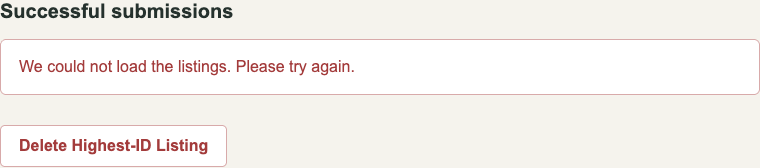 Successful submissions
We could not load the listings. Please try again.
Delete Highest-ID Listing